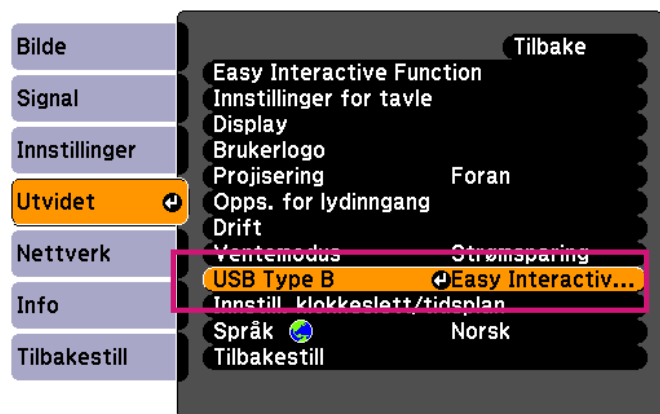 Bilde
Signal
Innstillinger
Utvidet
Nettverk
Info
Tilbakestill
Tilbake
Easy Interactive Function
Innstillinger for tavle
Display
Brukerlogo
Projisering Foran
Opps. for lydinngang
Drift
Ventemodus Strømsparing
USB Type B Easy Interactiv...
Innstill. klokkeslett/tidsplan
Språk Norsk
Tilbakestill